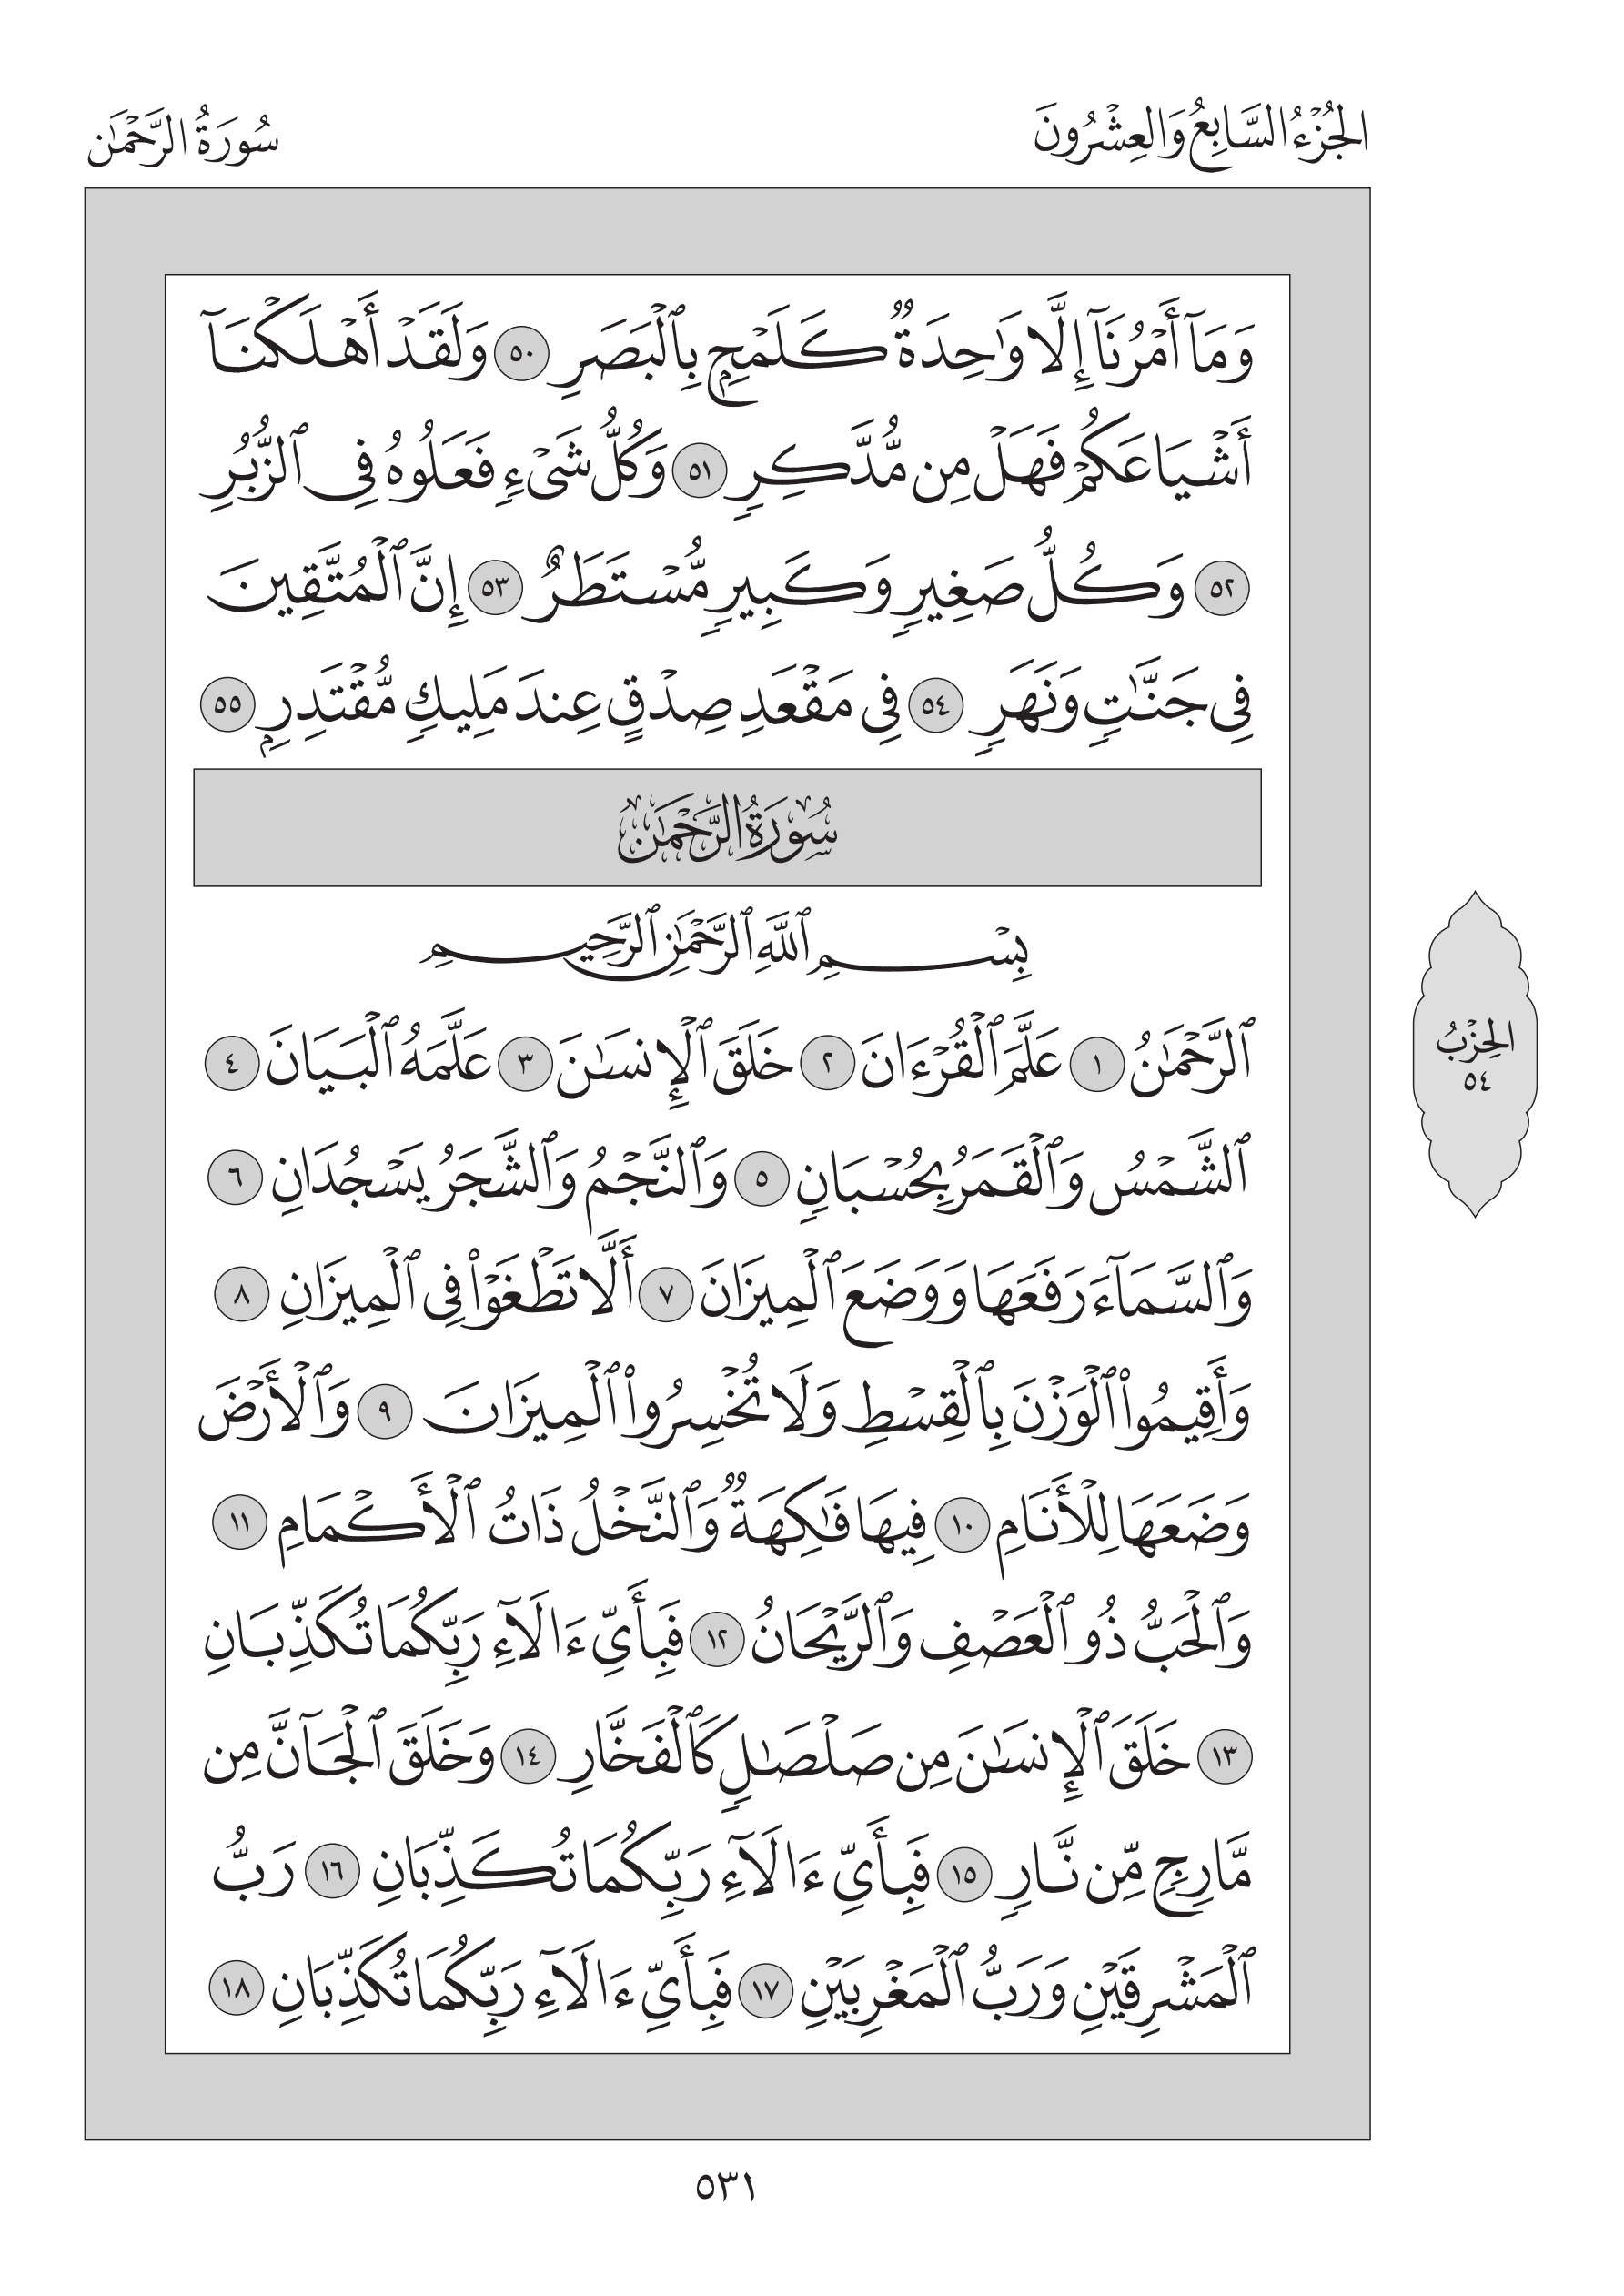 الجُزْءُ السَّابِعُ وَالعِشْرُونَ
سُورَةُ الرَّحْمَٰن
وَمَآ أَمْرُنَآ إِلَّا وَٰحِدَةٌ كَلَمْحٍۭ بِٱلْبَصَرِ ٥٠ وَلَقَدْ أَهْلَكْنَآ
أَشْيَاعَكُمْ فَهَلْ مِن مُّدَّكِرٍ ٥١ وَكُلُّ شَىْءٍ فَعَلُوهُ فِى ٱلزُّبُرِ
٥٢ وَكُلُّ صَغِيرٍ وَكَبِيرٍ مُّسْتَطَرٌ ٥٣ إِنَّ ٱلْمُتَّقِينَ
فِى جَنَّٰتٍ وَنَهَرٍ ٥٤ فِى مَقْعَدِ صِدْقٍ عِندَ مَلِيكٍ مُّقْتَدِرٍۭ ٥٥
سُورَةُ الرَّحْمَٰن
بِسْمِ ٱللَّهِ ٱلرَّحْمَٰنِ ٱلرَّحِيمِ
ٱلرَّحْمَٰنُ ١ عَلَّمَ ٱلْقُرْءَانَ ٢ خَلَقَ ٱلْإِنسَٰنَ ٣ عَلَّمَهُ ٱلْبَيَانَ ٤
ٱلشَّمْسُ وَٱلْقَمَرُ بِحُسْبَانٍ ٥ وَٱلنَّجْمُ وَٱلشَّجَرُ يَسْجُدَانِ ٦
وَٱلسَّمَآءَ رَفَعَهَا وَوَضَعَ ٱلْمِيزَانَ ٧ أَلَّا تَطْغَوْا۟ فِى ٱلْمِيزَانِ ٨
وَأَقِيمُوا۟ ٱلْوَزْنَ بِٱلْقِسْطِ وَلَا تُخْسِرُوا۟ ٱلْمِيزَانَ ٩ وَٱلْأَرْضَ
وَضَعَهَا لِلْأَنَامِ ١٠ فِيهَا فَٰكِهَةٌ وَٱلنَّخْلُ ذَاتُ ٱلْأَكْمَامِ ١١
وَٱلْحَبُّ ذُو ٱلْعَصْفِ وَٱلرَّيْحَانُ ١٢ فَبِأَىِّ ءَالَآءِ رَبِّكُمَا تُكَذِّبَانِ
١٣ خَلَقَ ٱلْإِنسَٰنَ مِن صَلْصَٰلٍ كَٱلْفَخَّارِ ١٤ وَخَلَقَ ٱلْجَآنَّ مِن
مَّارِجٍ مِّن نَّارٍ ١٥ فَبِأَىِّ ءَالَآءِ رَبِّكُمَا تُكَذِّبَانِ ١٦ رَبُّ
ٱلْمَشْرِقَيْنِ وَرَبُّ ٱلْمَغْرِبَيْنِ ١٧ فَبِأَىِّ ءَالَآءِ رَبِّكُمَا تُكَذِّبَانِ ١٨
الحِزْبُ
٥٤
٥٣١